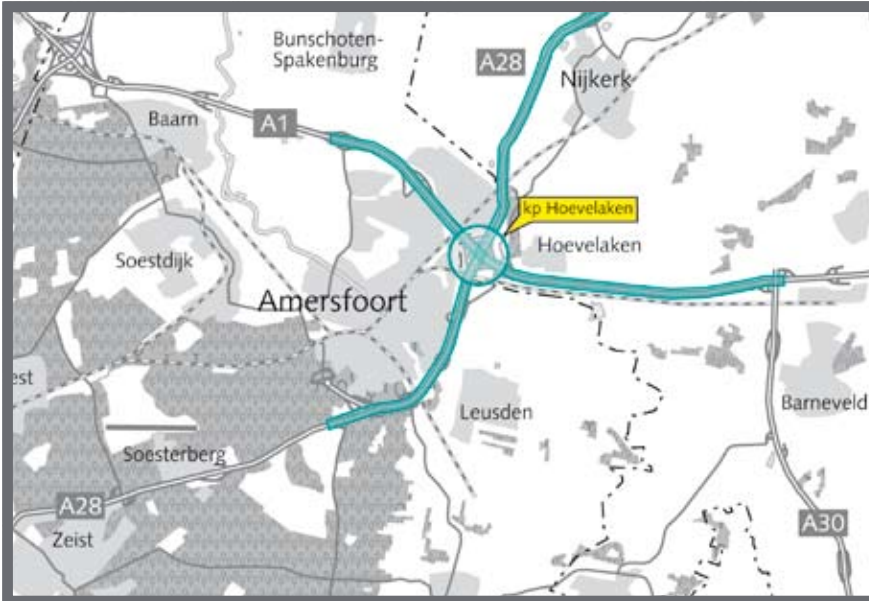 Bunschoten-
Spakenburg
A28
Nijkerk
A1
Baarn
kp Hoevelaken
Hoevelaken
Soestdijk
Amersfoort
est
Leusden
Barneveld
Soesterberg
A28
A30
Zeist